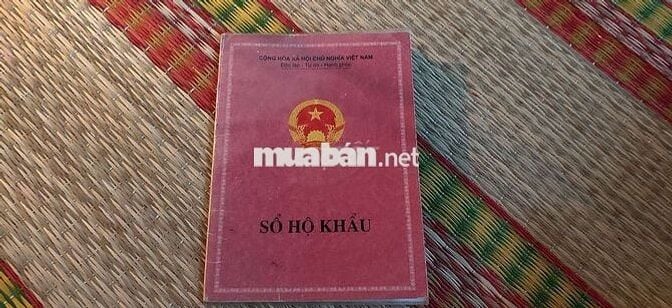 CỘNG HÒA XÃ HỘI CHỦ NGHĨA VIỆT NAM
Độc lập - Tự do - Hạnh phúc
muabán.net
SỔ HỘ KHẨU